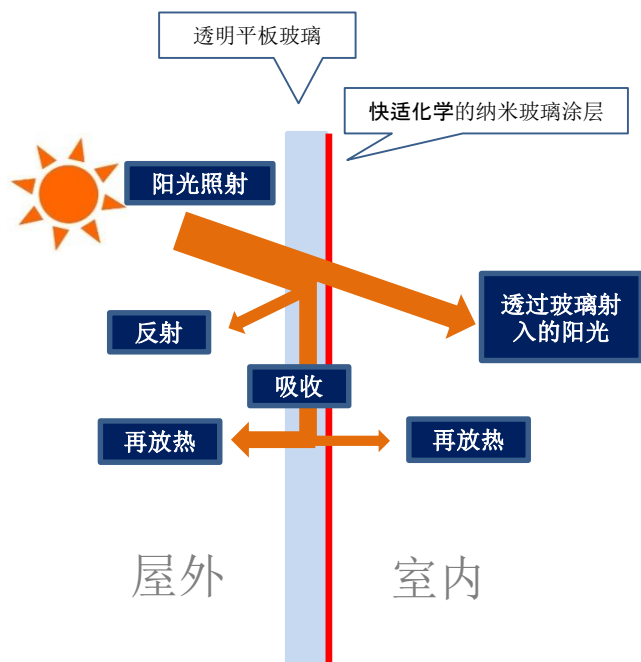 透明平板玻璃
快适化学的纳米玻璃涂层
阳光照射
透过玻璃射
入的阳光
反射
吸收
再放热
再放热
屋外
室内